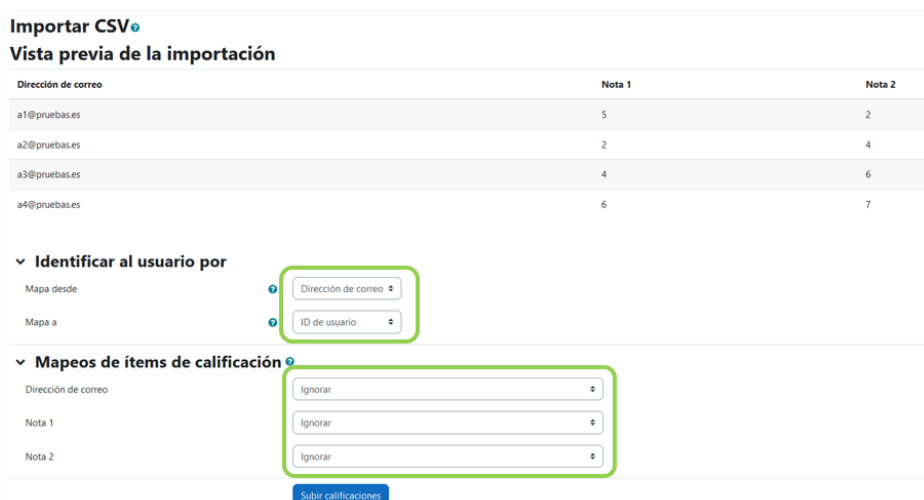 Importar CSV
Vista previa de la importación
Dirección de correo Nota 1 Nota 2
a1@pruebas.es 5 2
a2@pruebas.es 2 4
a3@pruebas.es 4 6
a4@pruebas.es 6 7
Identificar al usuario por
Mapa desde ? Dirección de correo
Mapa a ? ID de usuario
Mapeos de ítems de calificación ?
Dirección de correo Ignorar
Nota 1 Ignorar
Nota 2 Ignorar
Subir calificaciones